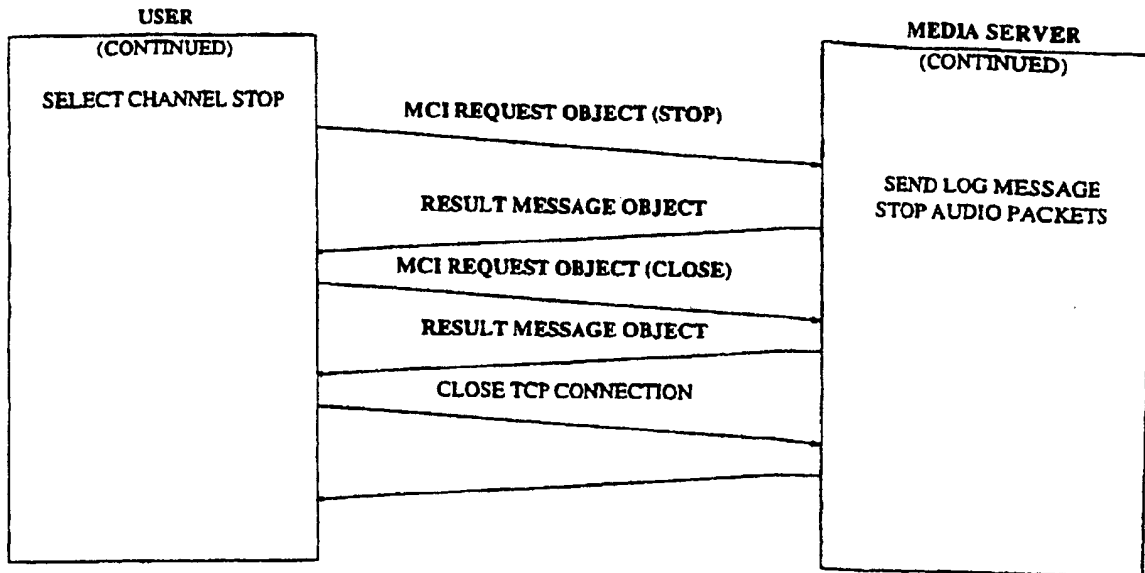 USER
(CONTINUED)
SELECT CHANNEL STOP
MEDIA SERVER
(CONTINUED)
MCI REQUEST OBJECT (STOP)
SEND LOG MESSAGE
STOP AUDIO PACKETS
RESULT MESSAGE OBJECT
MCI REQUEST OBJECT (CLOSE)
RESULT MESSAGE OBJECT
CLOSE TCP CONNECTION